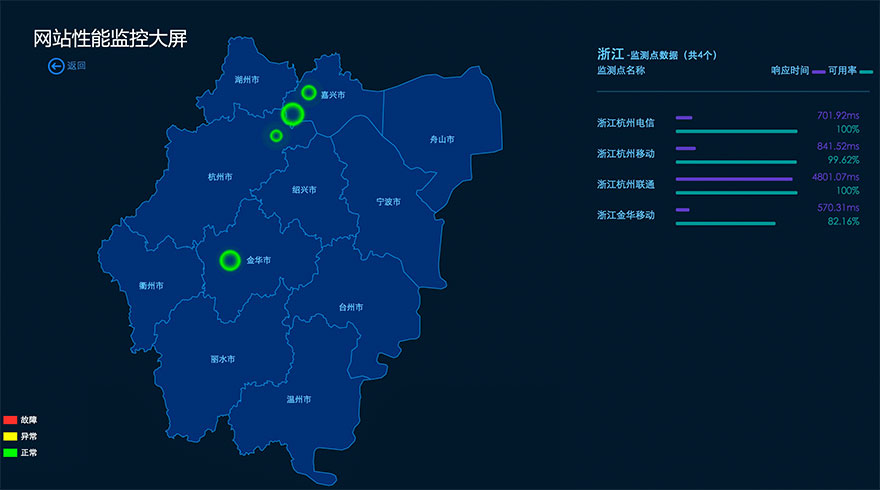 网站性能监控大屏
返回
浙江 -监测点数据（共4个）
监测点名称 响应时间 可用率
浙江杭州电信 701.92ms
100%
浙江杭州移动 841.52ms
99.62%
浙江杭州联通 4801.07ms
100%
浙江金华移动 570.31ms
82.16%
湖州市
嘉兴市
舟山市
杭州市
绍兴市
宁波市
金华市
衢州市
台州市
丽水市
温州市
故障
异常
正常